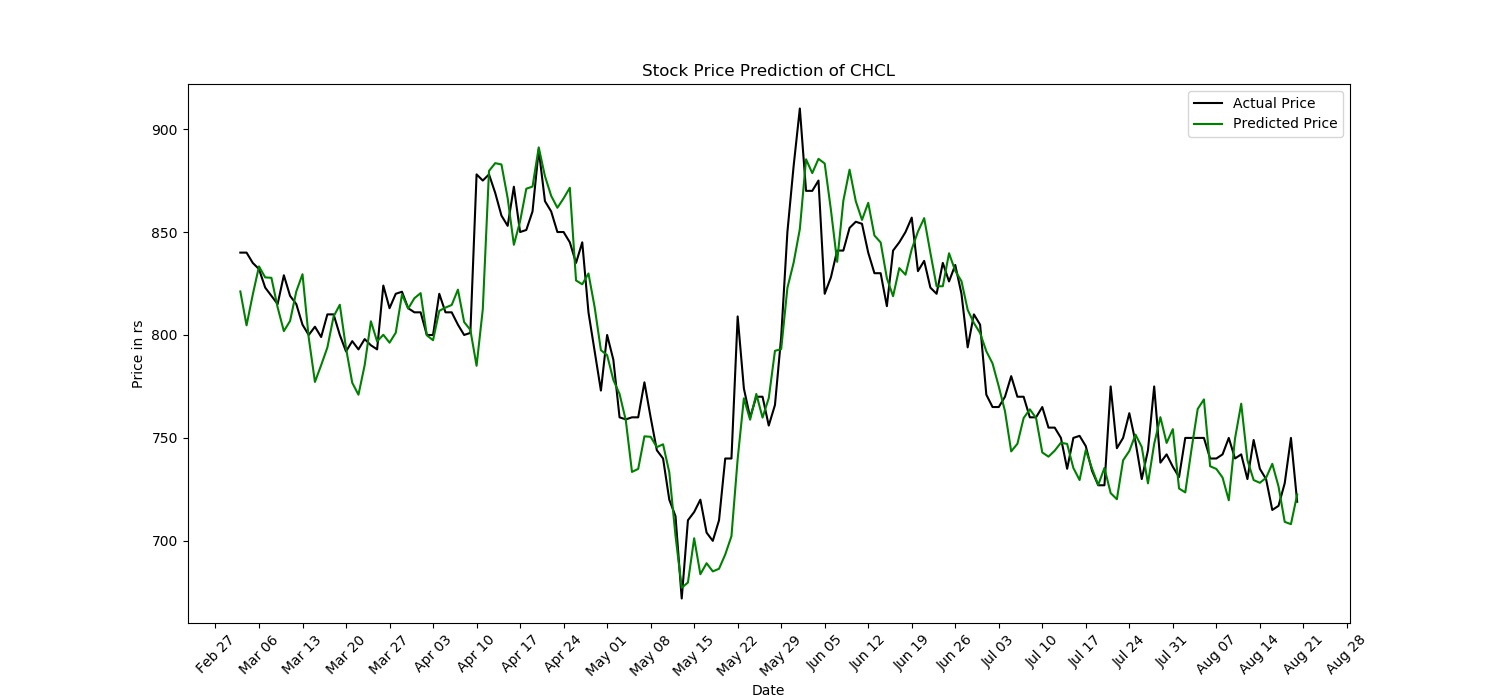 Stock Price Prediction of CHCL
Actual Price
Predicted Price
900
850
800
750
700
Price in rs
Feb 27
Mar 06
Mar 13
Mar 20
Mar 27
Apr 03
Apr 10
Apr 17
Apr 24
May 01
May 08
May 15
May 22
May 29
Jun 05
Jun 12
Jun 19
Jun 26
Jul 03
Jul 10
Jul 17
Jul 24
Jul 31
Aug 07
Aug 14
Aug 21
Aug 28
Date